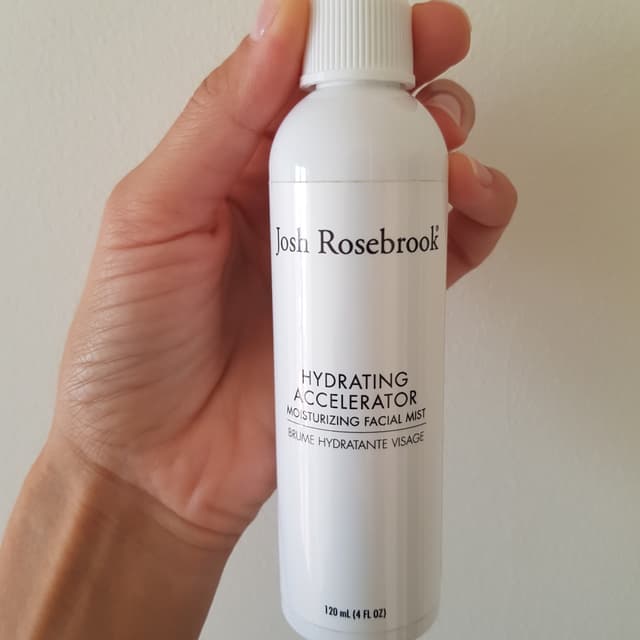 Josh Rosebrook®
HYDRATING
ACCELERATOR
MOISTURIZING FACIAL MIST
BRUME HYDRATANTE VISAGE
120 mL (4 FL OZ)